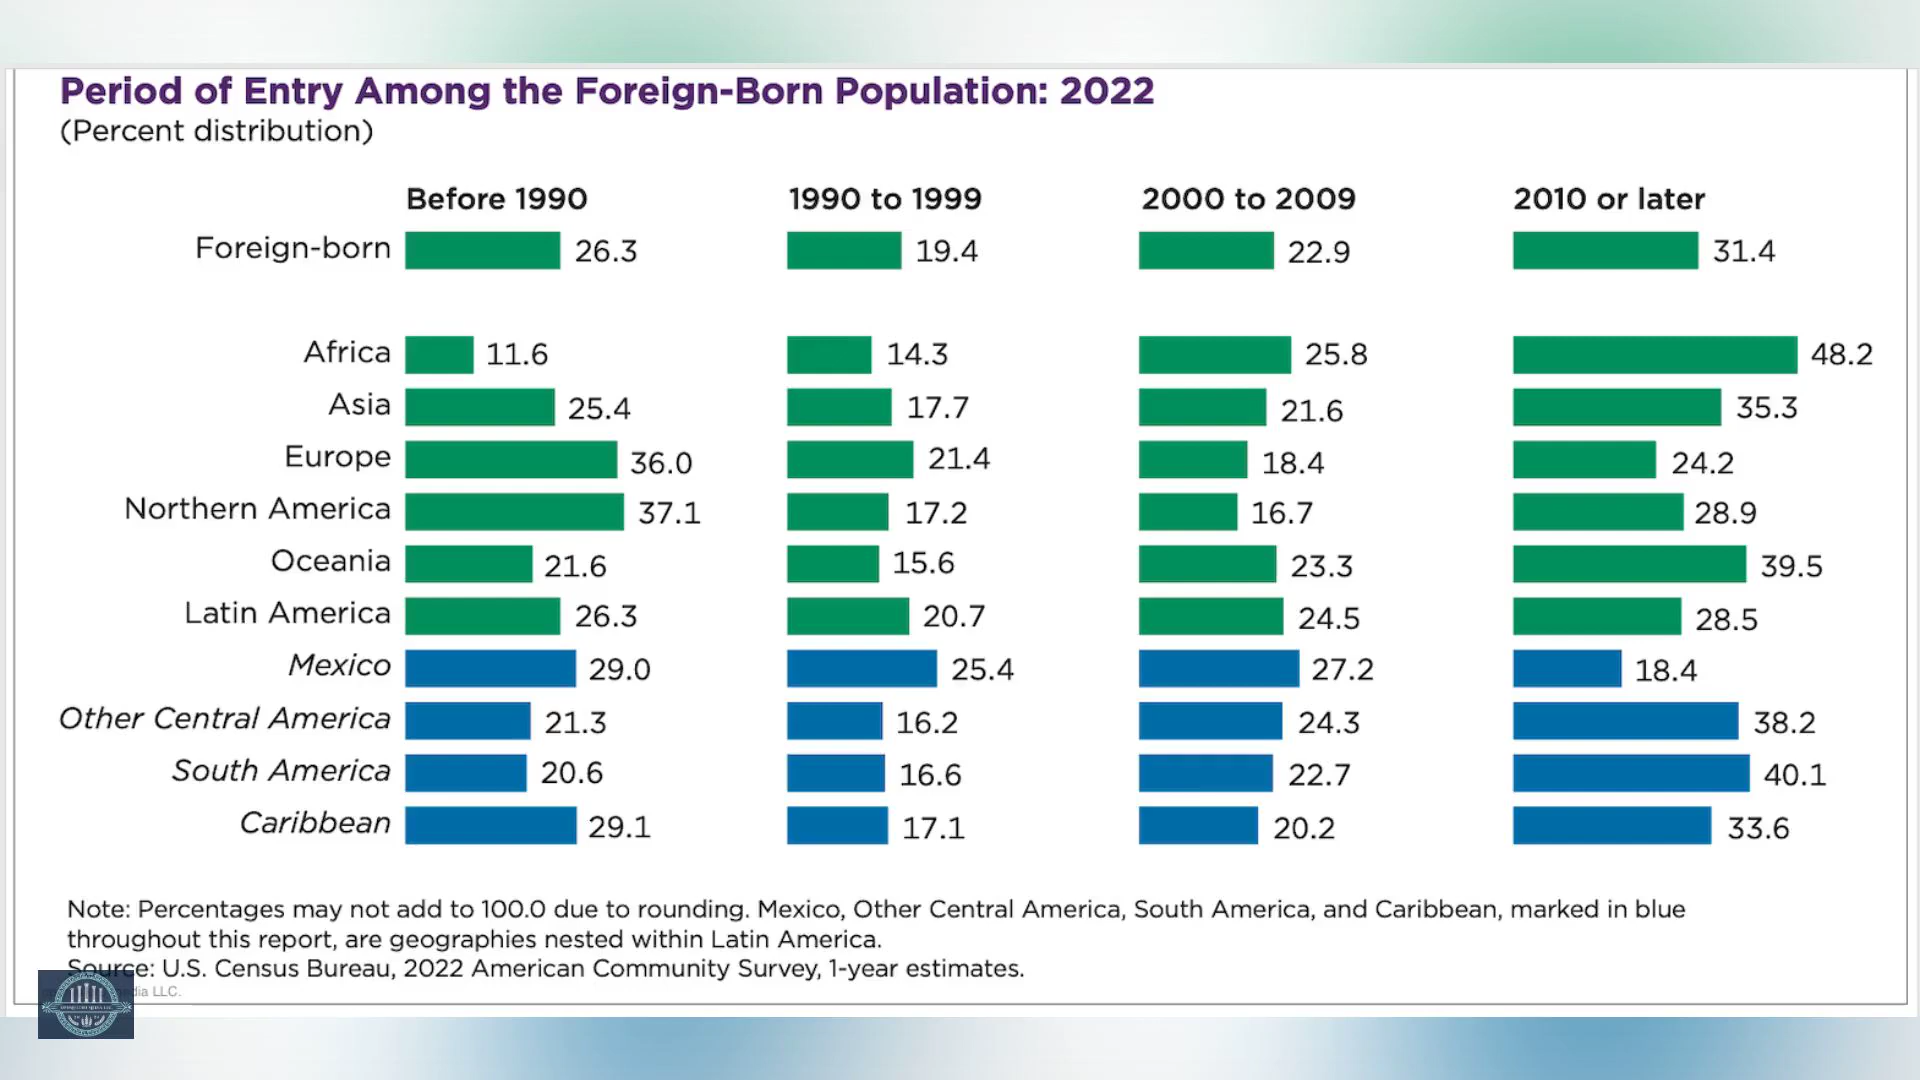 Period of Entry Among the Foreign-Born Population: 2022
(Percent distribution)
Before 1990 1990 to 1999 2000 to 2009 2010 or later
Foreign-born 26.3 19.4 22.9 31.4
Africa 11.6 14.3 25.8 48.2
Asia 25.4 17.7 21.6 35.3
Europe 36.0 21.4 18.4 24.2
Northern America 37.1 17.2 16.7 28.9
Oceania 21.6 15.6 23.3 39.5
Latin America 26.3 20.7 24.5 28.5
Mexico 29.0 25.4 27.2 18.4
Other Central America 21.3 16.2 24.3 38.2
South America 20.6 16.6 22.7 40.1
Caribbean 29.1 17.1 20.2 33.6
Note: Percentages may not add to 100.0 due to rounding. Mexico, Other Central America, South America, and Caribbean, marked in blue
throughout this report, are geographies nested within Latin America.
Source: U.S. Census Bureau, 2022 American Community Survey, 1-year estimates.
LLC.